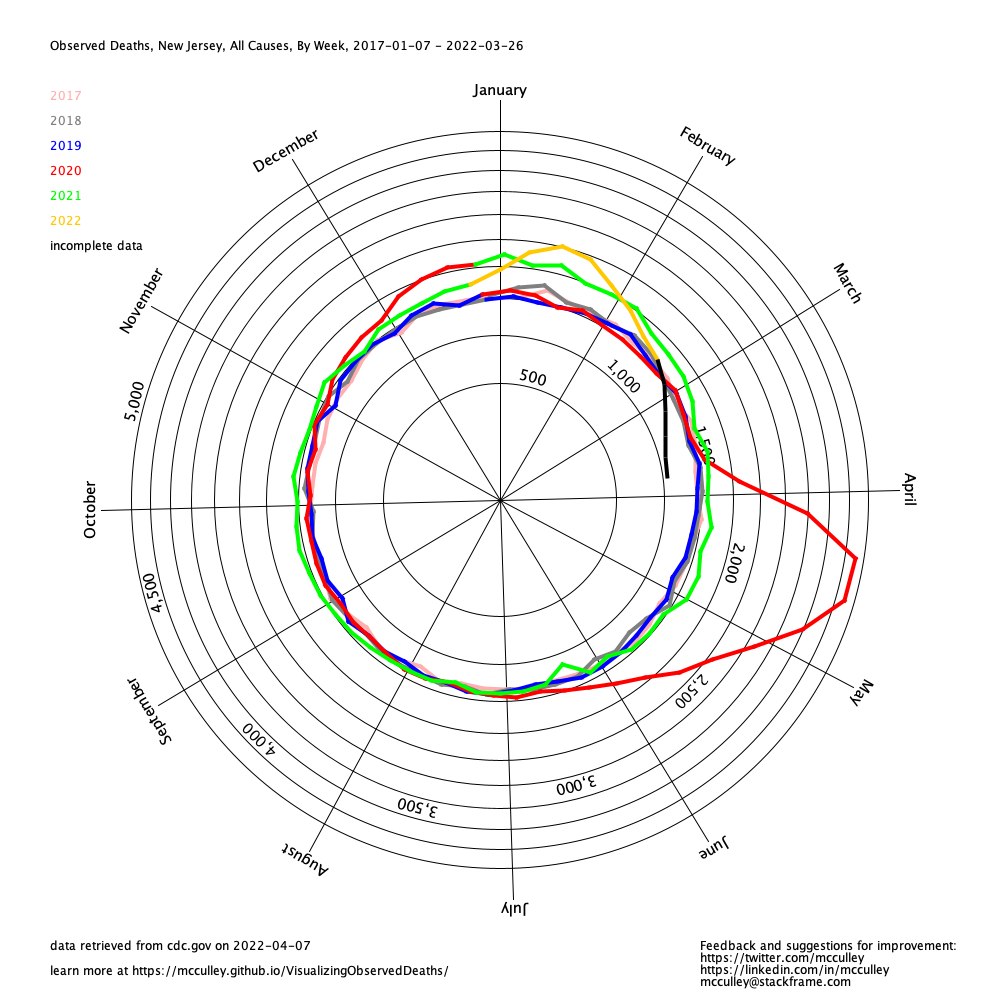 Observed Deaths, New Jersey, All Causes, By Week, 2017-01-07 - 2022-03-26
January
2017
2018
2019
2020
2021
2022
incomplete data
December
February
November
March
5,000
500
1,000
1,500
October
April
4,500
2,000
September
May
4,000
2,500
3,500
3,000
August
June
July
data retrieved from cdc.gov on 2022-04-07
learn more at https://mcculley.github.io/VisualizingObservedDeaths/
Feedback and suggestions for improvement:
https://twitter.com/mcculley
https://linkedin.com/in/mcculley
mcculley@stackframe.com